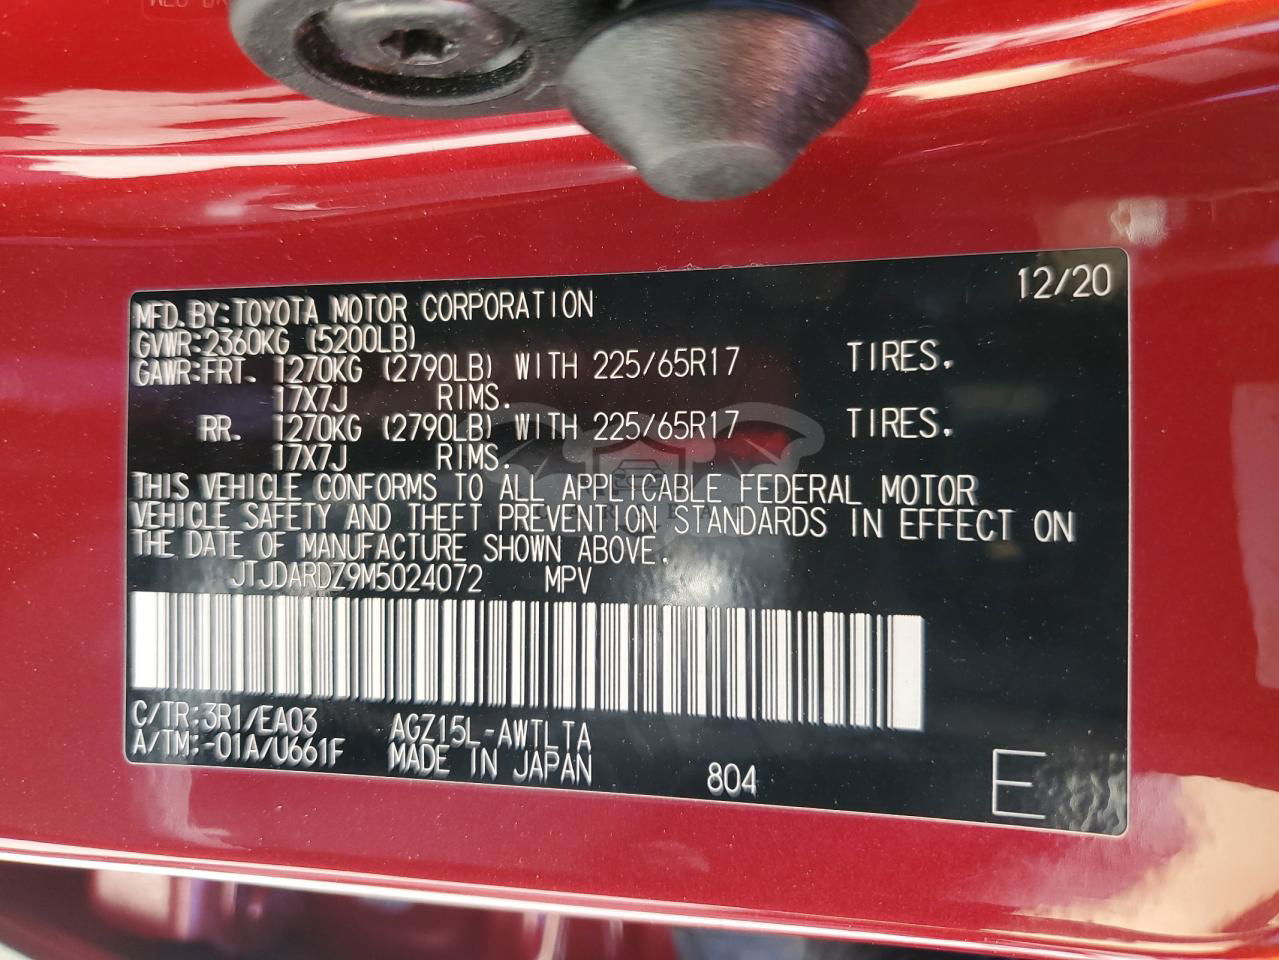 12/20
MFD.BY:TOYOTA MOTOR CORPORATION
GVWR:2360KG (5200LB)
GAWR:FRT. 1270KG (2790LB) WITH 225/65R17 TIRES.
17X7J RIMS.
RR. 1270KG (2790LB) WITH 225/65R17 TIRES.
17X7J RIMS.
THIS VEHICLE CONFORMS TO ALL APPLICABLE FEDERAL MOTOR
VEHICLE SAFETY AND THEFT PREVENTION STANDARDS IN EFFECT ON
THE DATE OF MANUFACTURE SHOWN ABOVE.
JTJDARDZ9M5024072 MPV
C/TR:3R1/EA03 AGZ15L-AWTLTA
A/TM:-01A/U661F MADE IN JAPAN
804
E